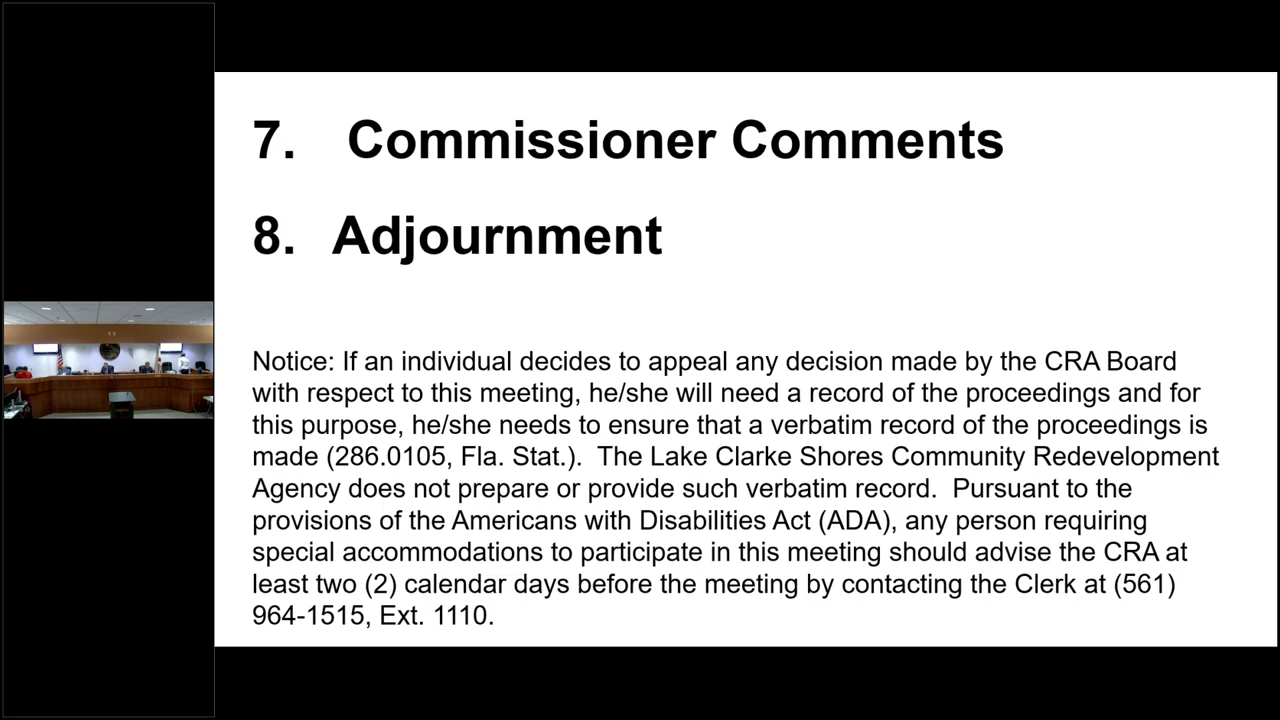 7. Commissioner Comments
8. Adjournment
Notice: If an individual decides to appeal any decision made by the CRA Board
with respect to this meeting, he/she will need a record of the proceedings and for
this purpose, he/she needs to ensure that a verbatim record of the proceedings is
made (286.0105, Fla. Stat.). The Lake Clarke Shores Community Redevelopment
Agency does not prepare or provide such verbatim record. Pursuant to the
provisions of the Americans with Disabilities Act (ADA), any person requiring
special accommodations to participate in this meeting should advise the CRA at
least two (2) calendar days before the meeting by contacting the Clerk at (561)
964-1515, Ext. 1110.